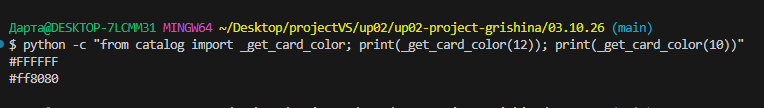 Дарта@DESKTOP-7LCMM31 MINGW64 ~/Desktop/projectVS/up02/up02-project-grishina/03.10.26 (main)
$ python -c "from catalog import _get_card_color; print(_get_card_color(12)); print(_get_card_color(10))"
#FFFFFF
#ff8080